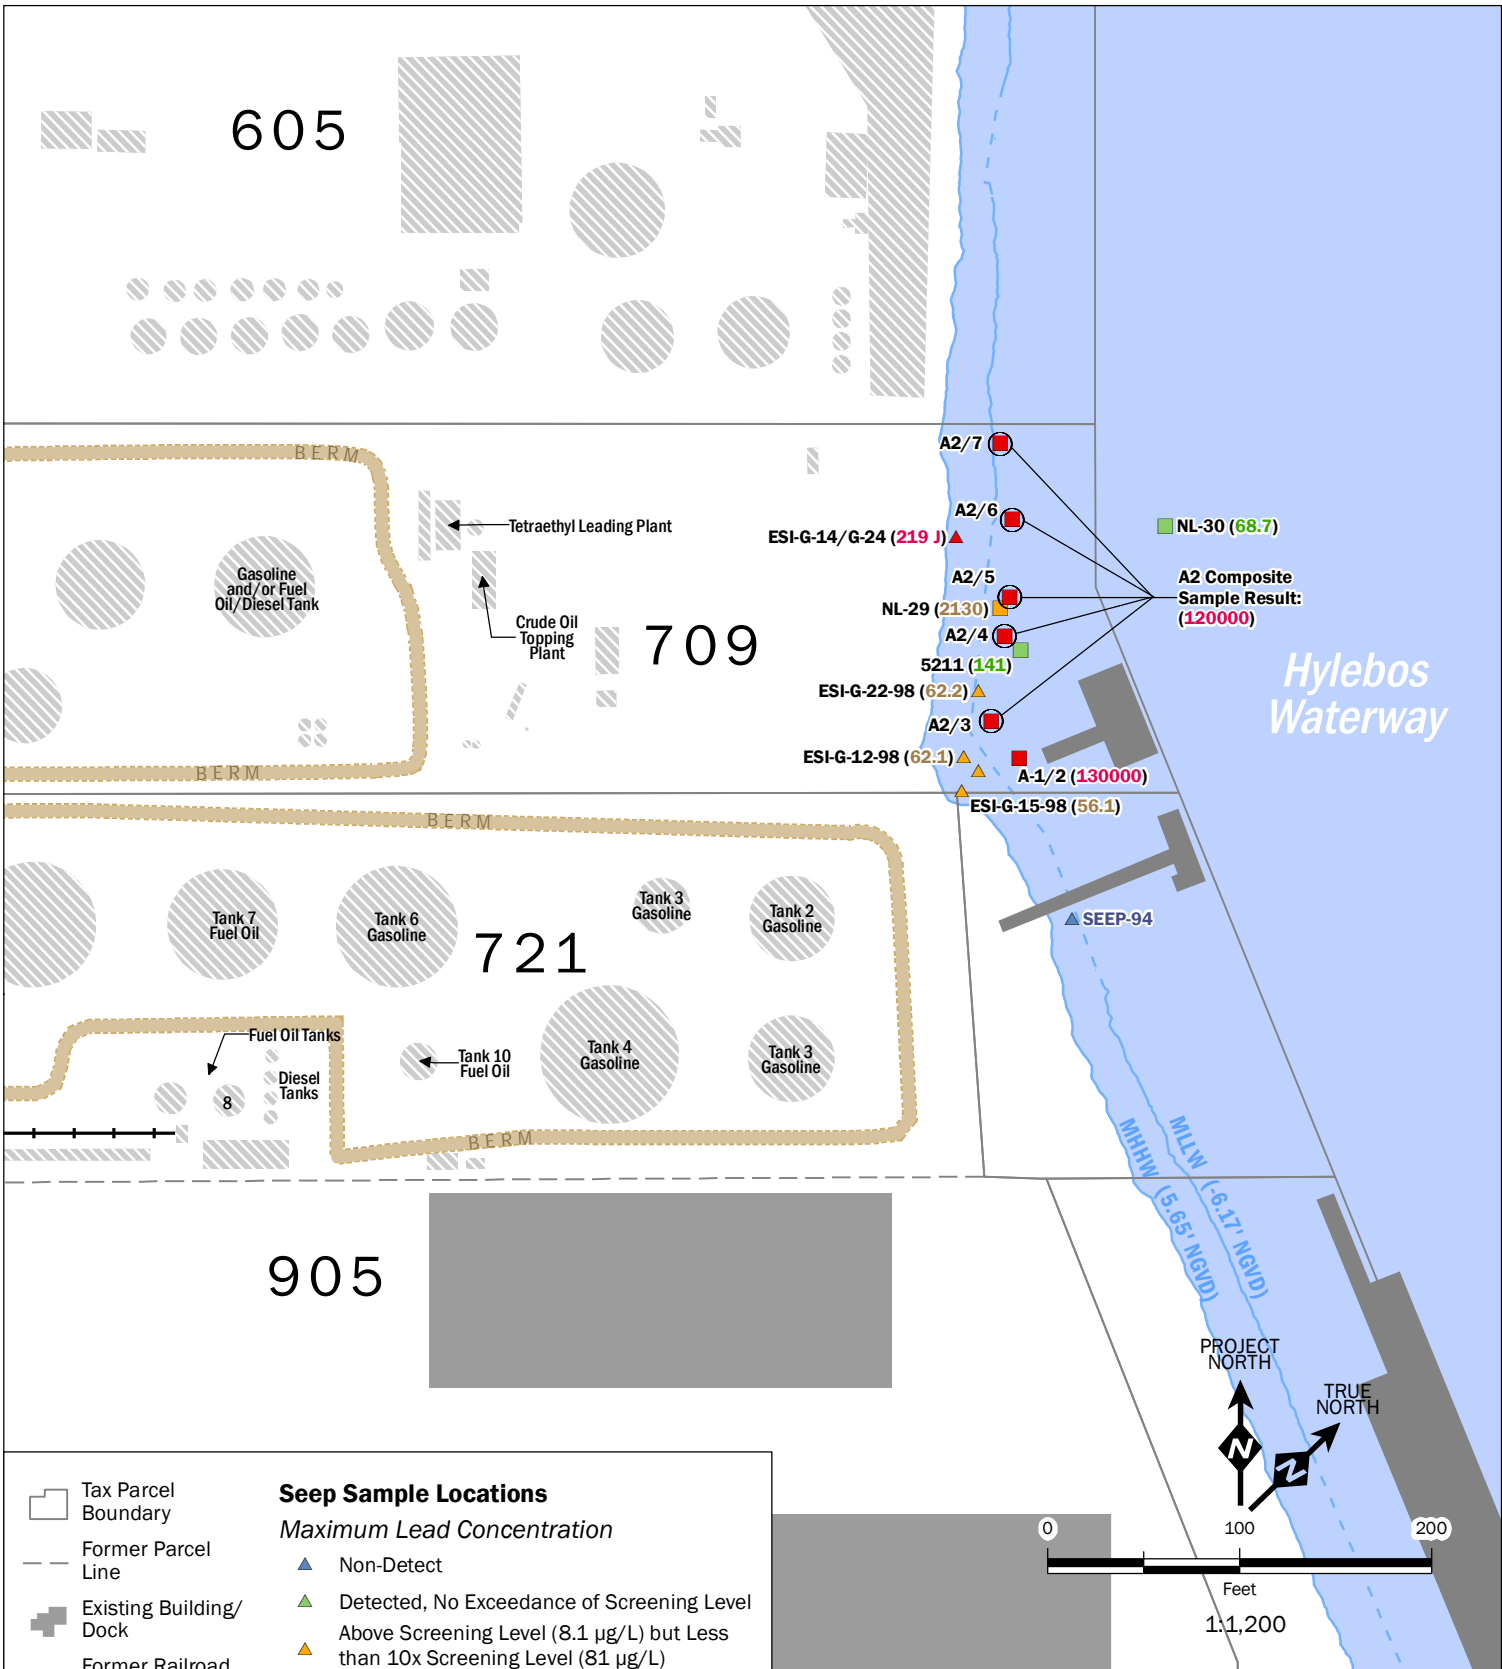 605
BERM
A2/7
A2/6
Tetraethyl Leading Plant
ESI-G-14/G-24 (219 J)
NL-30 (68.7)
Gasoline
and/or Fuel
Oil/Diesel Tank
A2/5
A2 Composite
Sample Result:
(120000)
NL-29 (2130)
Crude Oil
Topping
Plant
709
A2/4
5211 (141)
Hylebos
Waterway
ESI-G-22-98 (62.2)
A2/3
ESI-G-12-98 (62.1)
BERM
A-1/2 (130000)
ESI-G-15-98 (56.1)
BERM
Tank 7
Fuel Oil
Tank 6
Gasoline
Tank 3
Gasoline
Tank 2
Gasoline
721
SEEP-94
Fuel Oil Tanks
8
Diesel
Tanks
Tank 10
Fuel Oil
Tank 4
Gasoline
Tank 3
Gasoline
BERM
MHHW (5.65' NGVD)
MLLW (-6.17' NGVD)
905
PROJECT
NORTH
N
TRUE
NORTH
N
0 100 200
Feet
1:1,200
Tax Parcel
Boundary
Former Parcel
Line
Existing Building/
Dock
Former Railroad
Seep Sample Locations
Maximum Lead Concentration
Non-Detect
Detected, No Exceedance of Screening Level
Above Screening Level (8.1 µg/L) but Less
than 10x Screening Level (81 µg/L)